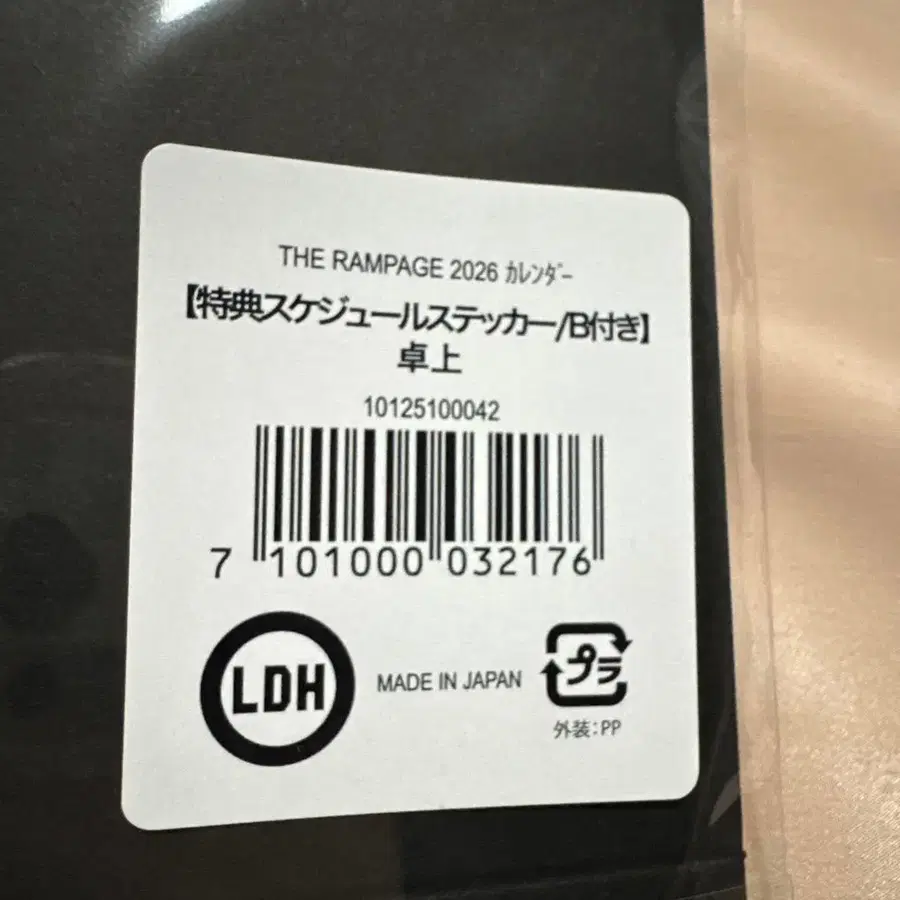 THE RAMPAGE 2026 ｶﾚﾝﾀﾞｰ
【特典スケジュールステッカー/B付き】
卓上
10125100042
7 101000 032176
LDH
MADE IN JAPAN
プラ
外装:PP